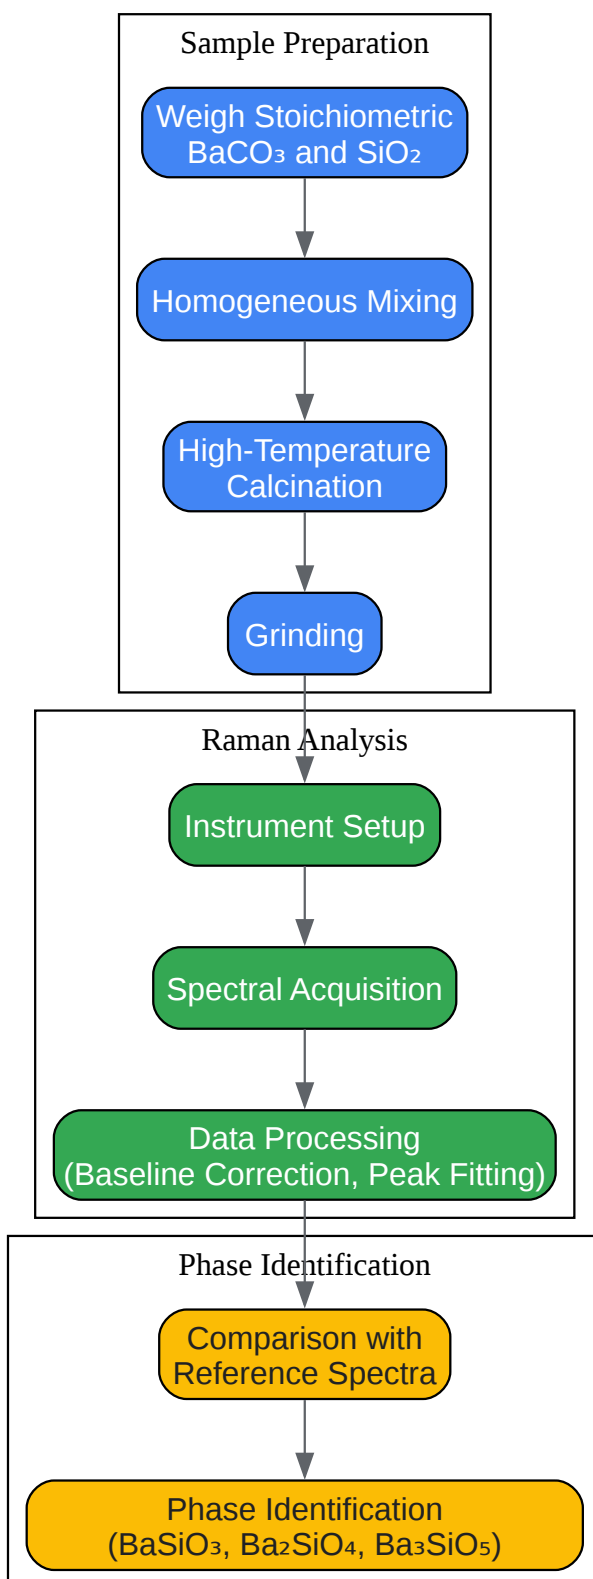 Sample Preparation
Weigh Stoichiometric
BaCO₃ and SiO₂
Homogeneous Mixing
High-Temperature
Calcination
Grinding
Raman Analysis
Instrument Setup
Spectral Acquisition
Data Processing
(Baseline Correction, Peak Fitting)
Phase Identification
Comparison with
Reference Spectra
Phase Identification
(BaSiO₃, Ba₂SiO₄, Ba₃SiO₅)